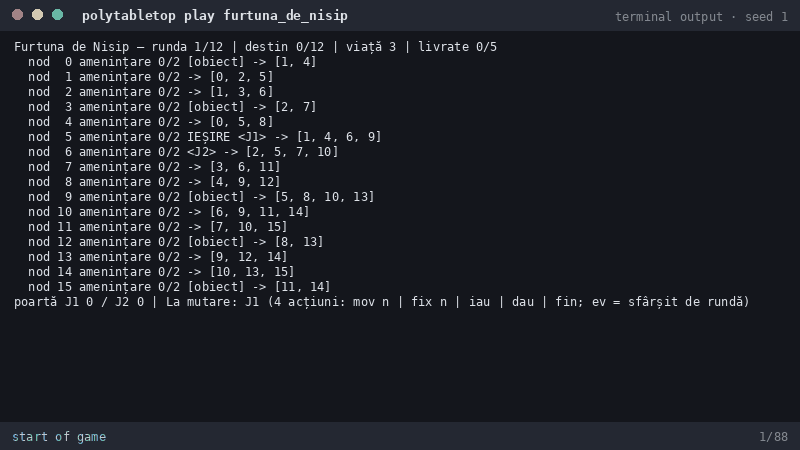 polytabletop play furtuna_de_nisip
terminal output · seed 1
Furtuna de Nisip — runda 1/12 | destin 0/12 | viață 3 | livrate 0/5
nod 0 amenințare 0/2 [obiect] -> [1, 4]
nod 1 amenințare 0/2 -> [0, 2, 5]
nod 2 amenințare 0/2 -> [1, 3, 6]
nod 3 amenințare 0/2 [obiect] -> [2, 7]
nod 4 amenințare 0/2 -> [0, 5, 8]
nod 5 amenințare 0/2 IEȘIRE <J1> -> [1, 4, 6, 9]
nod 6 amenințare 0/2 <J2> -> [2, 5, 7, 10]
nod 7 amenințare 0/2 -> [3, 6, 11]
nod 8 amenințare 0/2 -> [4, 9, 12]
nod 9 amenințare 0/2 [obiect] -> [5, 8, 10, 13]
nod 10 amenințare 0/2 -> [6, 9, 11, 14]
nod 11 amenințare 0/2 -> [7, 10, 15]
nod 12 amenințare 0/2 [obiect] -> [8, 13]
nod 13 amenințare 0/2 -> [9, 12, 14]
nod 14 amenințare 0/2 -> [10, 13, 15]
nod 15 amenințare 0/2 [obiect] -> [11, 14]
poartă J1 0 / J2 0 | La mutare: J1 (4 acțiuni: mov n | fix n | iau | dau | fin; ev = sfârșit de rundă)
start of game
1/88